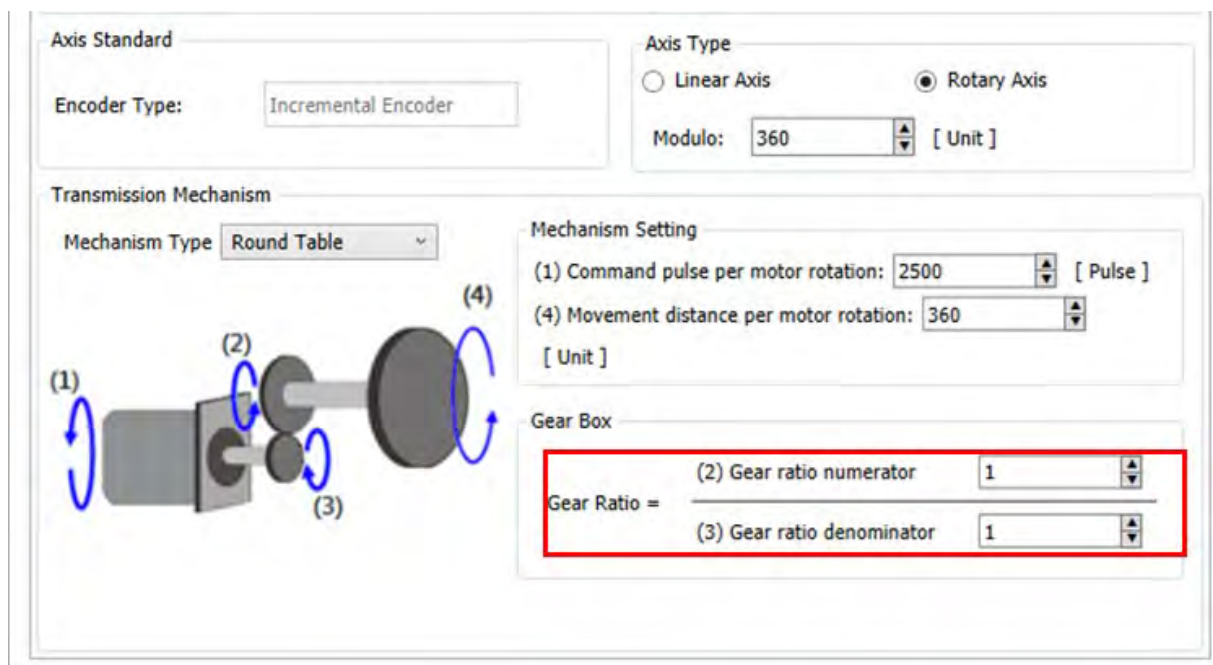 Axis Standard
Encoder Type: Incremental Encoder
Axis Type
Linear Axis Rotary Axis
Modulo: 360 [ Unit ]
Transmission Mechanism
Mechanism Type Round Table
(1)
(2)
(3)
(4)
Mechanism Setting
(1) Command pulse per motor rotation: 2500 [ Pulse ]
(4) Movement distance per motor rotation: 360
[ Unit ]
Gear Box
Gear Ratio =
(2) Gear ratio numerator 1
(3) Gear ratio denominator 1